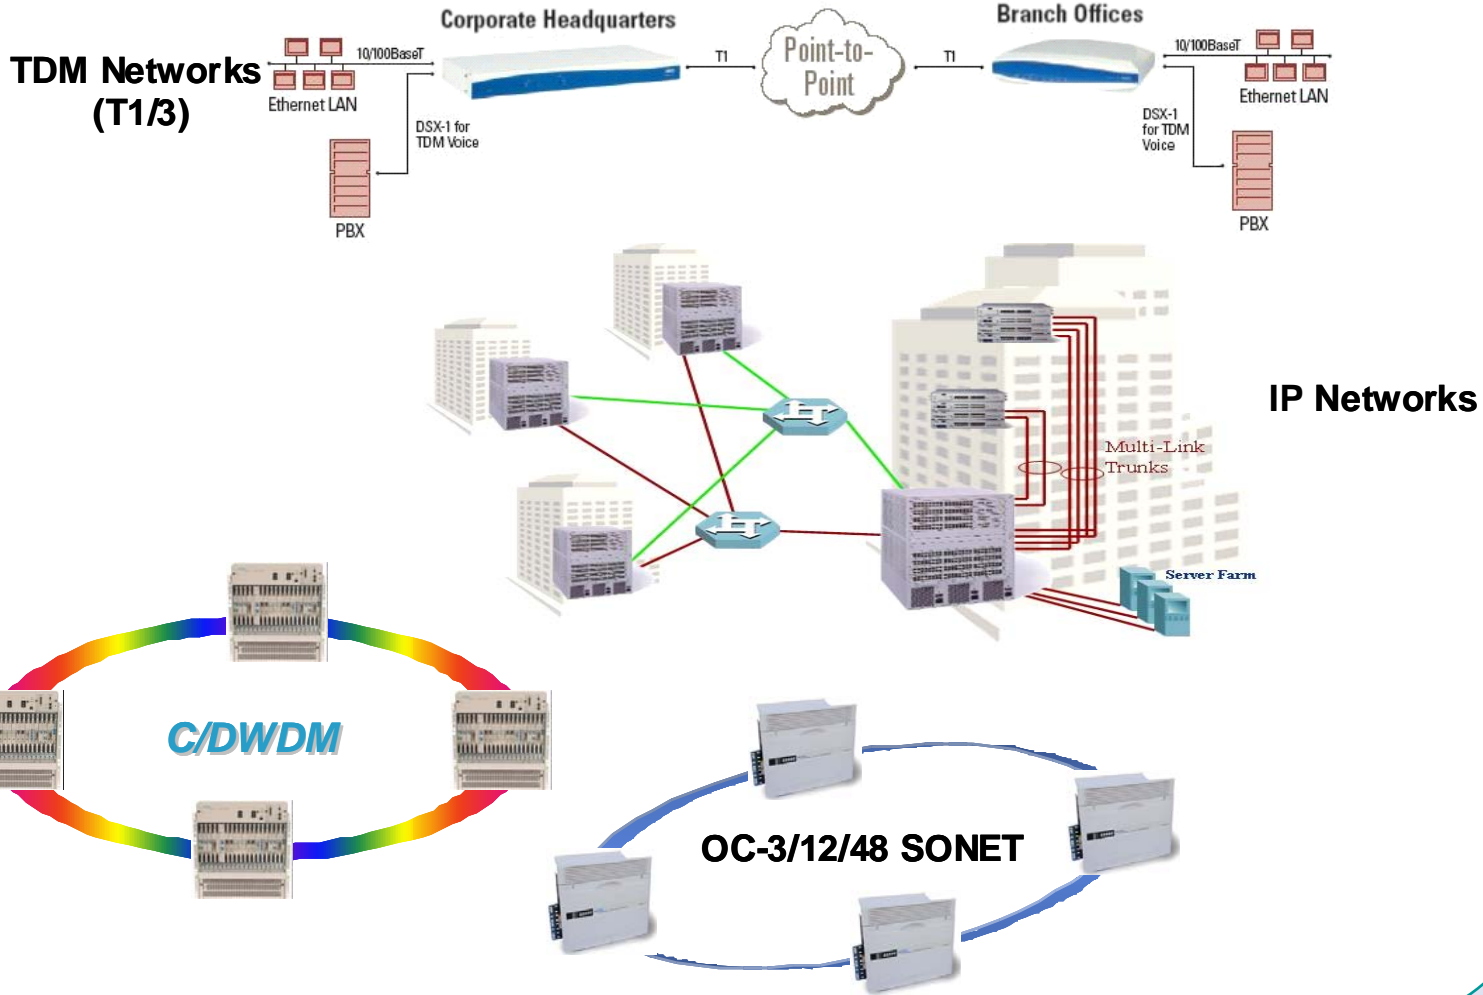 Corporate Headquarters
Branch Offices
TDM Networks
(T1/3)
10/100BaseT
Ethernet LAN
DSX-1 for
TDM Voice
PBX
T1
Point-to-
Point
T1
10/100BaseT
Ethernet LAN
DSX-1
for TDM
Voice
PBX
IP Networks
Multi-Link
Trunks
Server Farm
C/DWDM
OC-3/12/48 SONET